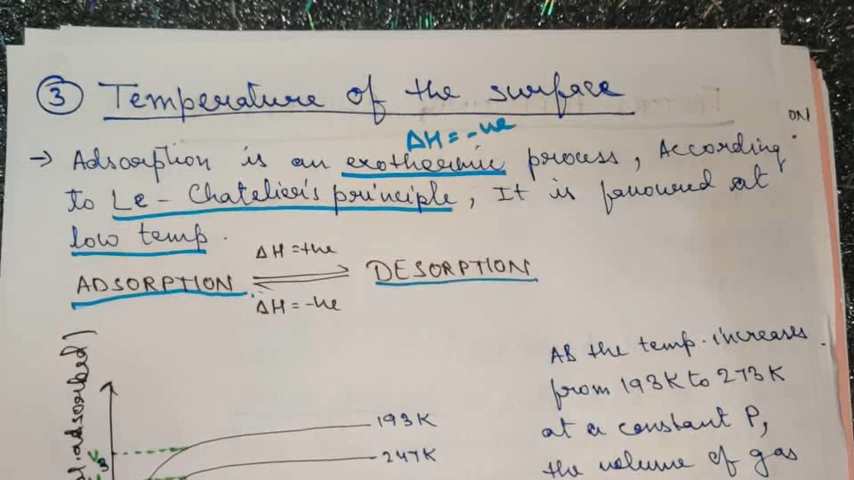 ③ Temperature of the surface
ΔH = -ve
→ Adsorption is an exothermic process, According
to Le-Chatelier's principle, It is favoured at
low temp.
ΔH = +ve
ADSORPTION ⇌ DESORPTION
ΔH = -ve
As the temp. increases
from 193K to 273K
at a constant P,
the volume of gas
adsorbed)
193K
247K
ON